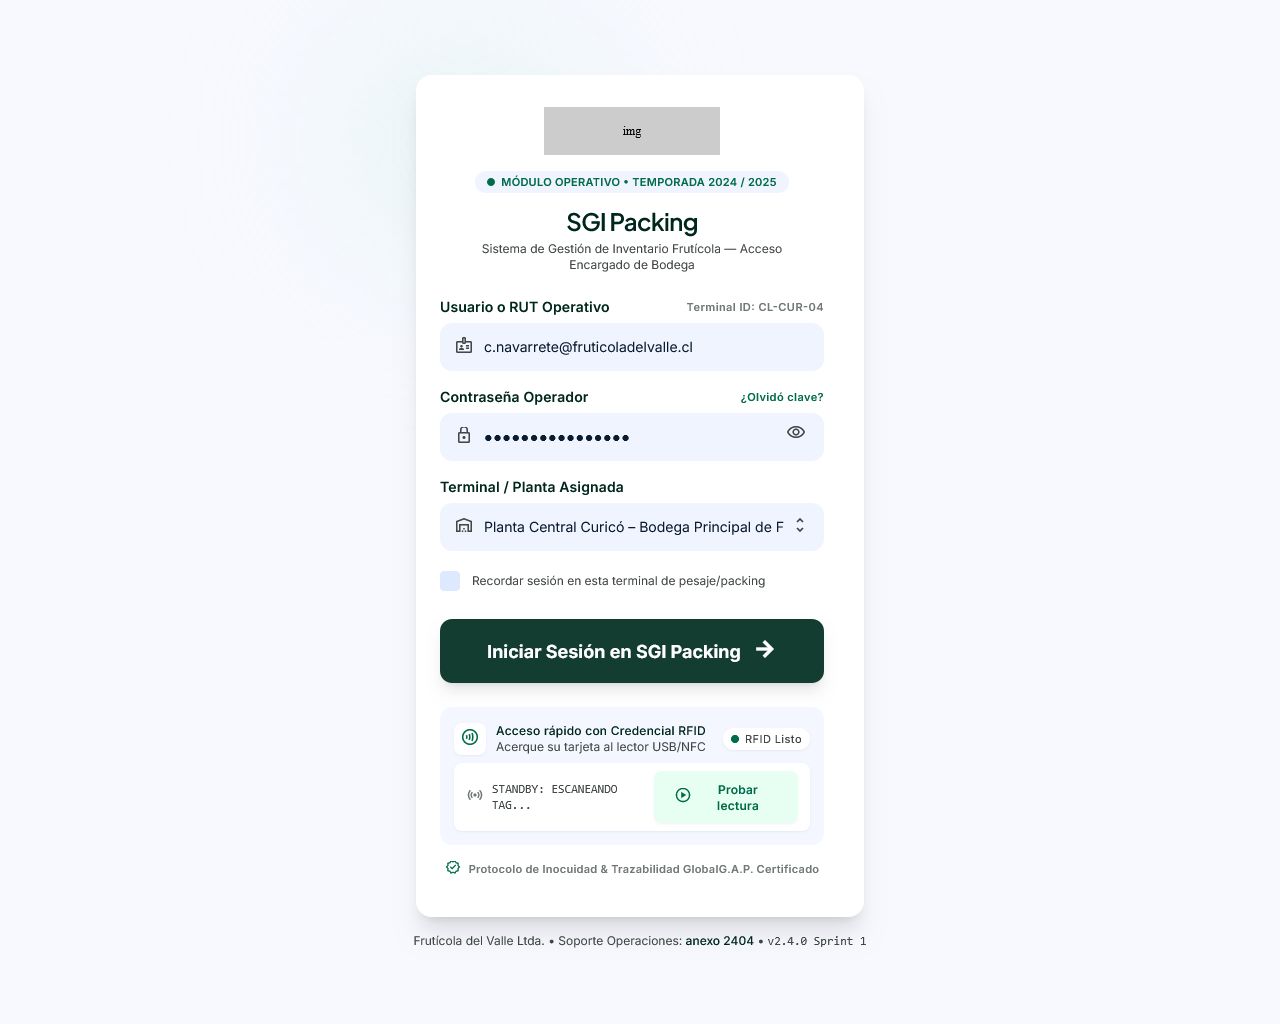 img
MÓDULO OPERATIVO • TEMPORADA 2024 / 2025
SGI Packing
Sistema de Gestión de Inventario Frutícola — Acceso
Encargado de Bodega
Usuario o RUT Operativo
Terminal ID: CL-CUR-04
c.navarrete@fruticoladelvalle.cl
Contraseña Operador
¿Olvidó clave?
Terminal / Planta Asignada
Planta Central Curicó – Bodega Principal de F
Recordar sesión en esta terminal de pesaje/packing
Iniciar Sesión en SGI Packing
Acceso rápido con Credencial RFID
Acerque su tarjeta al lector USB/NFC
RFID Listo
STANDBY: ESCANEANDO
TAG...
Probar
lectura
Protocolo de Inocuidad & Trazabilidad GlobalG.A.P. Certificado
Frutícola del Valle Ltda. • Soporte Operaciones: anexo 2404 • v2.4.0 Sprint 1